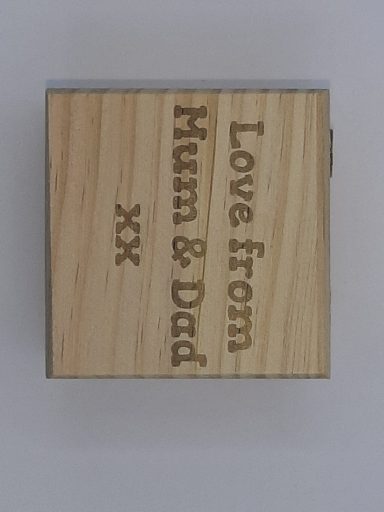 Love from
Mum & Dad
xx